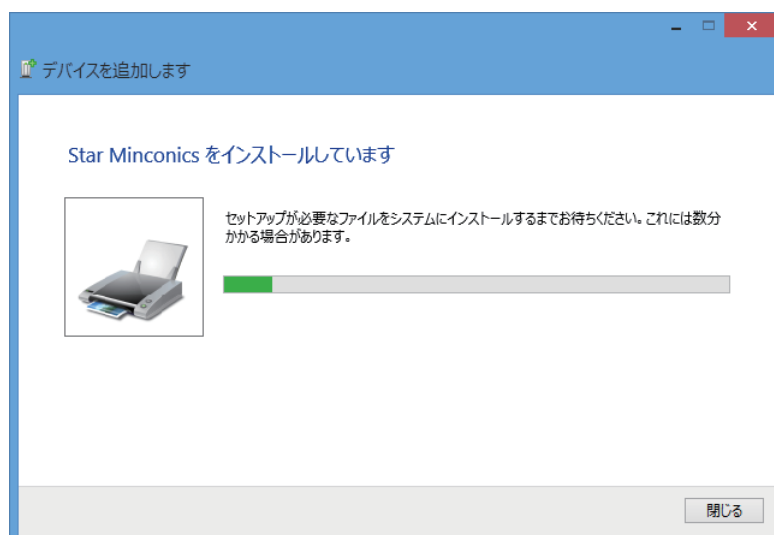 デバイスを追加します
Star Minconics をインストールしています
セットアップが必要なファイルをシステムにインストールするまでお待ちください。これには数分
かかる場合があります。
閉じる